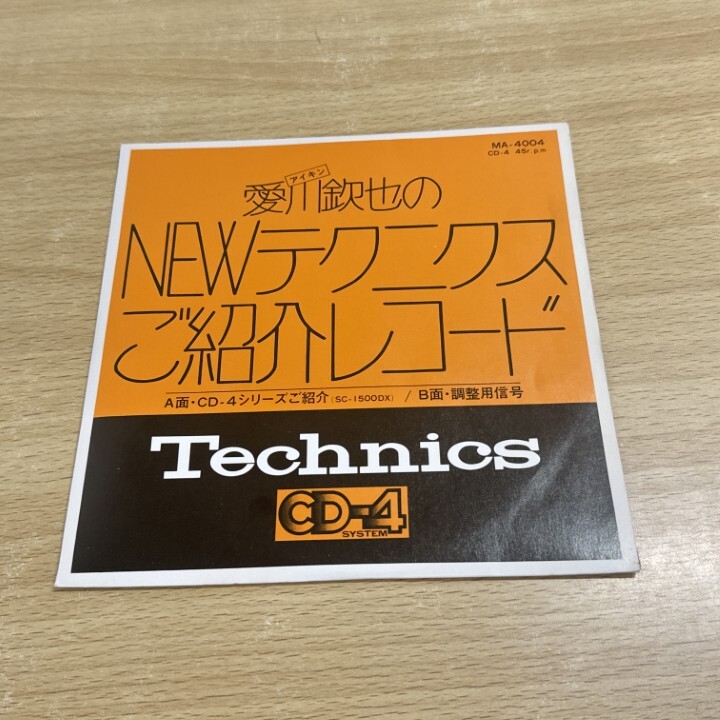 MA-4004
CD-4 45r.p.m
アイキン
愛川欽也の
NEWテクニクス
ご紹介レコード
A面・CD-4シリーズご紹介(SC-1500DX) / B面・調整用信号
Technics
CD-4
SYSTEM